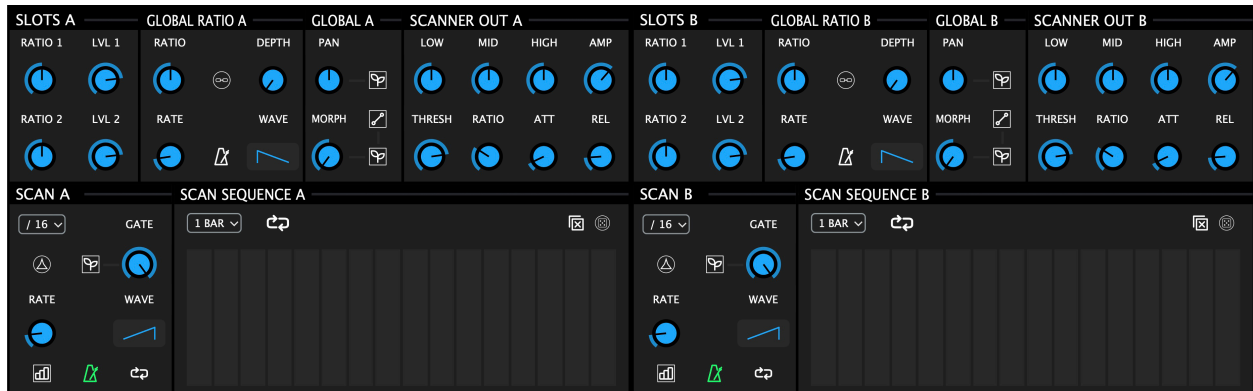 SLOTS A GLOBAL RATIO A GLOBAL A SCANNER OUT A SLOTS B GLOBAL RATIO B GLOBAL B SCANNER OUT B
RATIO 1 LVL 1 RATIO DEPTH PAN LOW MID HIGH AMP RATIO 1 LVL 1 RATIO DEPTH PAN LOW MID HIGH AMP
RATIO 2 LVL 2 RATE WAVE MORPH THRESH RATIO ATT REL RATIO 2 LVL 2 RATE WAVE MORPH THRESH RATIO ATT REL
SCAN A SCAN SEQUENCE A SCAN B SCAN SEQUENCE B
/ 16 GATE 1 BAR / 16 GATE 1 BAR
RATE WAVE RATE WAVE